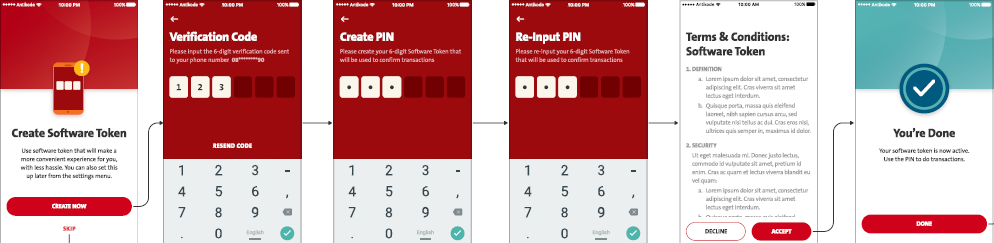 Antikode 10:00 PM 100%
Create Software Token
Use software token that will make a
more convenient experience for you,
with less hassle. You can also set this
up later from the settings menu.
CREATE NOW
SKIP
Antikode 10:00 PM 100%
Verification Code
Please input the 6-digit verification code sent
to your phone number 08********90
1 2 3
RESEND CODE
1 2 3 -
4 5 6 ,
7 8 9
. 0 English
Antikode 10:00 PM 100%
Create PIN
Please create your 6-digit Software Token that
will be used to confirm transactions
1 2 3 -
4 5 6 ,
7 8 9
. 0 English
Antikode 10:00 PM 100%
Re-Input PIN
Please re-input your 6-digit Software Token
that will be used to confirm transactions
1 2 3 -
4 5 6 ,
7 8 9
. 0 English
Antikode 10:00 AM 100%
Terms & Conditions:
Software Token
1. DEFINITION
a. Lorem ipsum dolor sit amet, consectetur
adipiscing elit. Cras viverra sit amet
lectus eget interdum.
b. Quisque porta, massa quis eleifend
laoreet, nibh sapien cursus arcu, sed
vulputate nisl tellus ac diam. Cras eros nisi,
ultrices quis semper in, maximus id dolor.
2. SECURITY
Ut eget malesuada mi. Donec justo lectus,
commodo ut vulputate sit amet, pretium id
enim. Cras ac quam et lectus viverra blandit eu
vel quam:
a. Lorem ipsum dolor sit amet, consectetur
adipiscing elit. Cras viverra sit amet
lectus eget interdum.
DECLINE ACCEPT
Antikode 10:00 PM 100%
You're Done
Your software token is now active.
Use the PIN to do transactions.
DONE